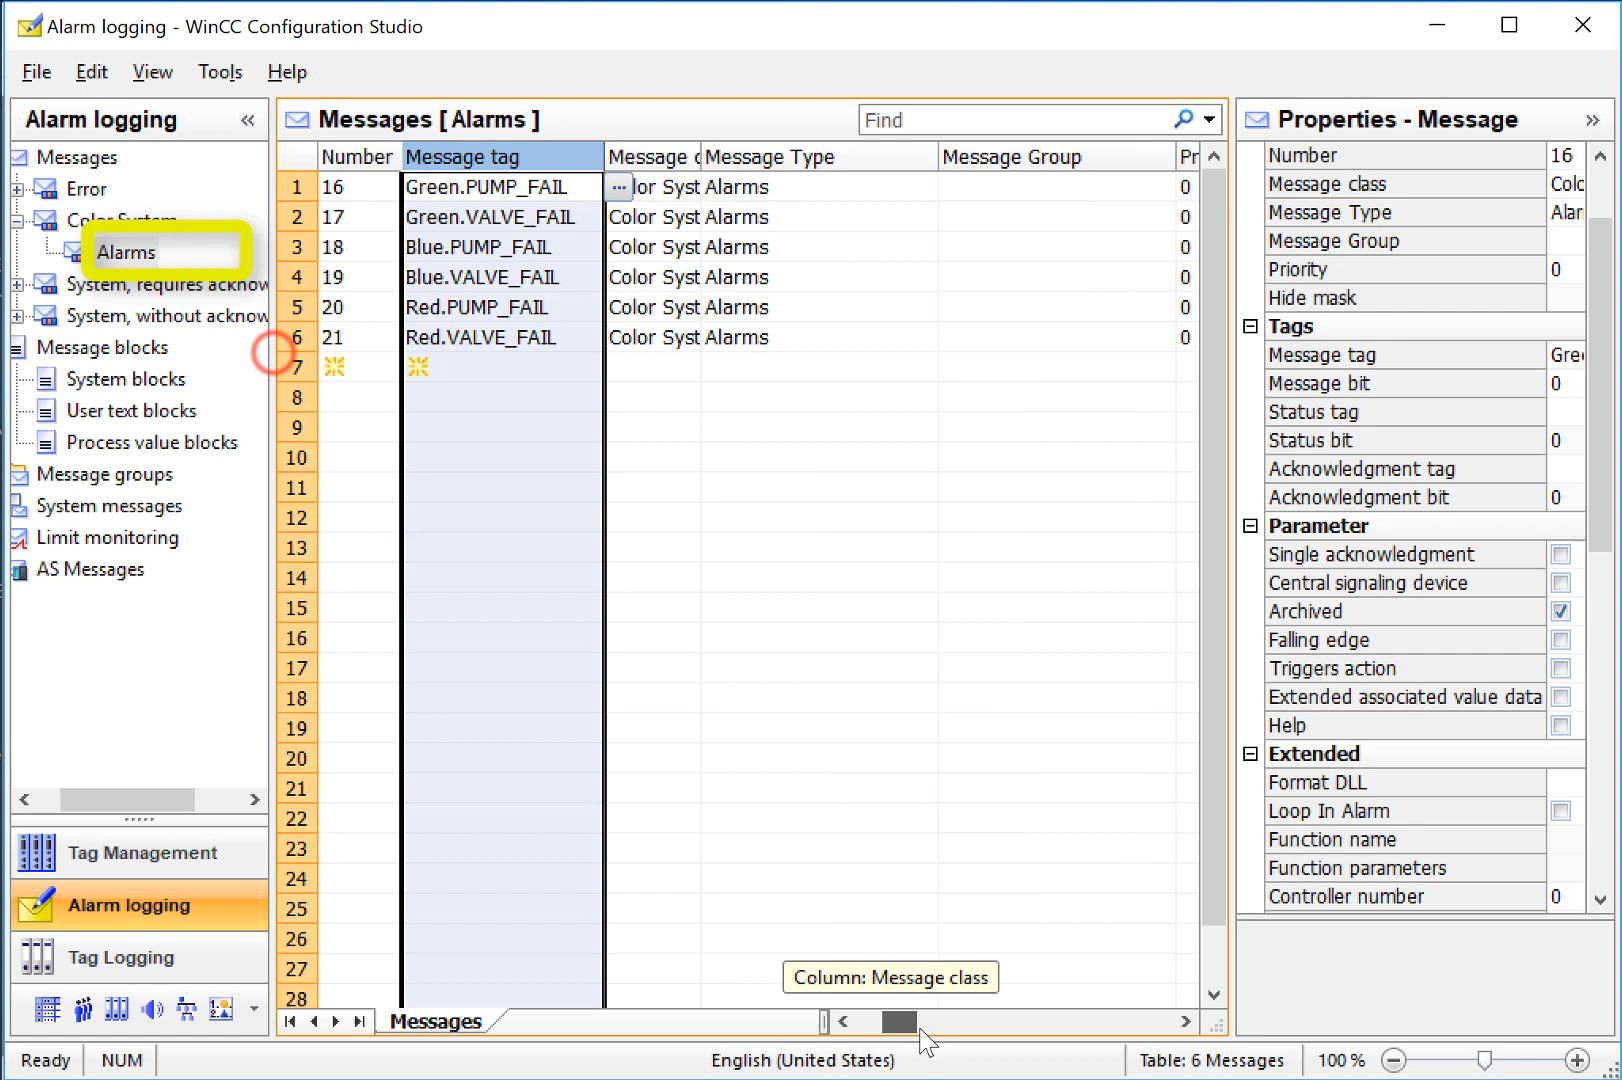 Alarm logging - WinCC Configuration Studio
File Edit View Tools Help
Alarm logging «
Messages
Error
Color System
Alarms
System, requires acknow
System, without acknow
Message blocks
System blocks
User text blocks
Process value blocks
Message groups
System messages
Limit monitoring
AS Messages
Tag Management
Alarm logging
Tag Logging
Messages [ Alarms ] Find
Number Message tag Message c Message Type Message Group Pr
1 16 Green.PUMP_FAIL ... lor Syst Alarms 0
2 17 Green.VALVE_FAIL Color Syst Alarms 0
3 18 Blue.PUMP_FAIL Color Syst Alarms 0
4 19 Blue.VALVE_FAIL Color Syst Alarms 0
5 20 Red.PUMP_FAIL Color Syst Alarms 0
6 21 Red.VALVE_FAIL Color Syst Alarms 0
7
8
9
10
11
12
13
14
15
16
17
18
19
20
21
22
23
24
25
26
27
28
Column: Message class
Messages
Properties - Message »
Number 16
Message class Colo
Message Type Alar
Message Group
Priority 0
Hide mask
Tags
Message tag Gree
Message bit 0
Status tag
Status bit 0
Acknowledgment tag
Acknowledgment bit 0
Parameter
Single acknowledgment
Central signaling device
Archived
Falling edge
Triggers action
Extended associated value data
Help
Extended
Format DLL
Loop In Alarm
Function name
Function parameters
Controller number 0
Ready NUM English (United States) Table: 6 Messages 100 %